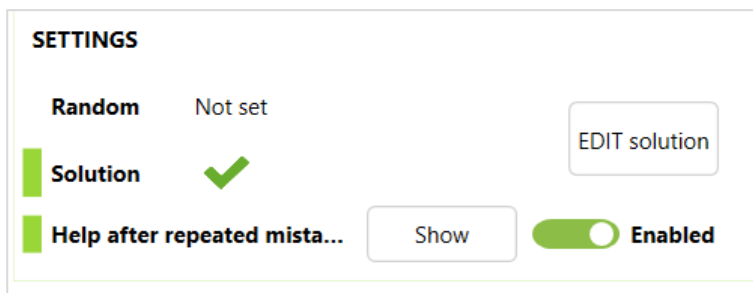 SETTINGS
Random Not set
EDIT solution
Solution
Help after repeated mista... Show Enabled